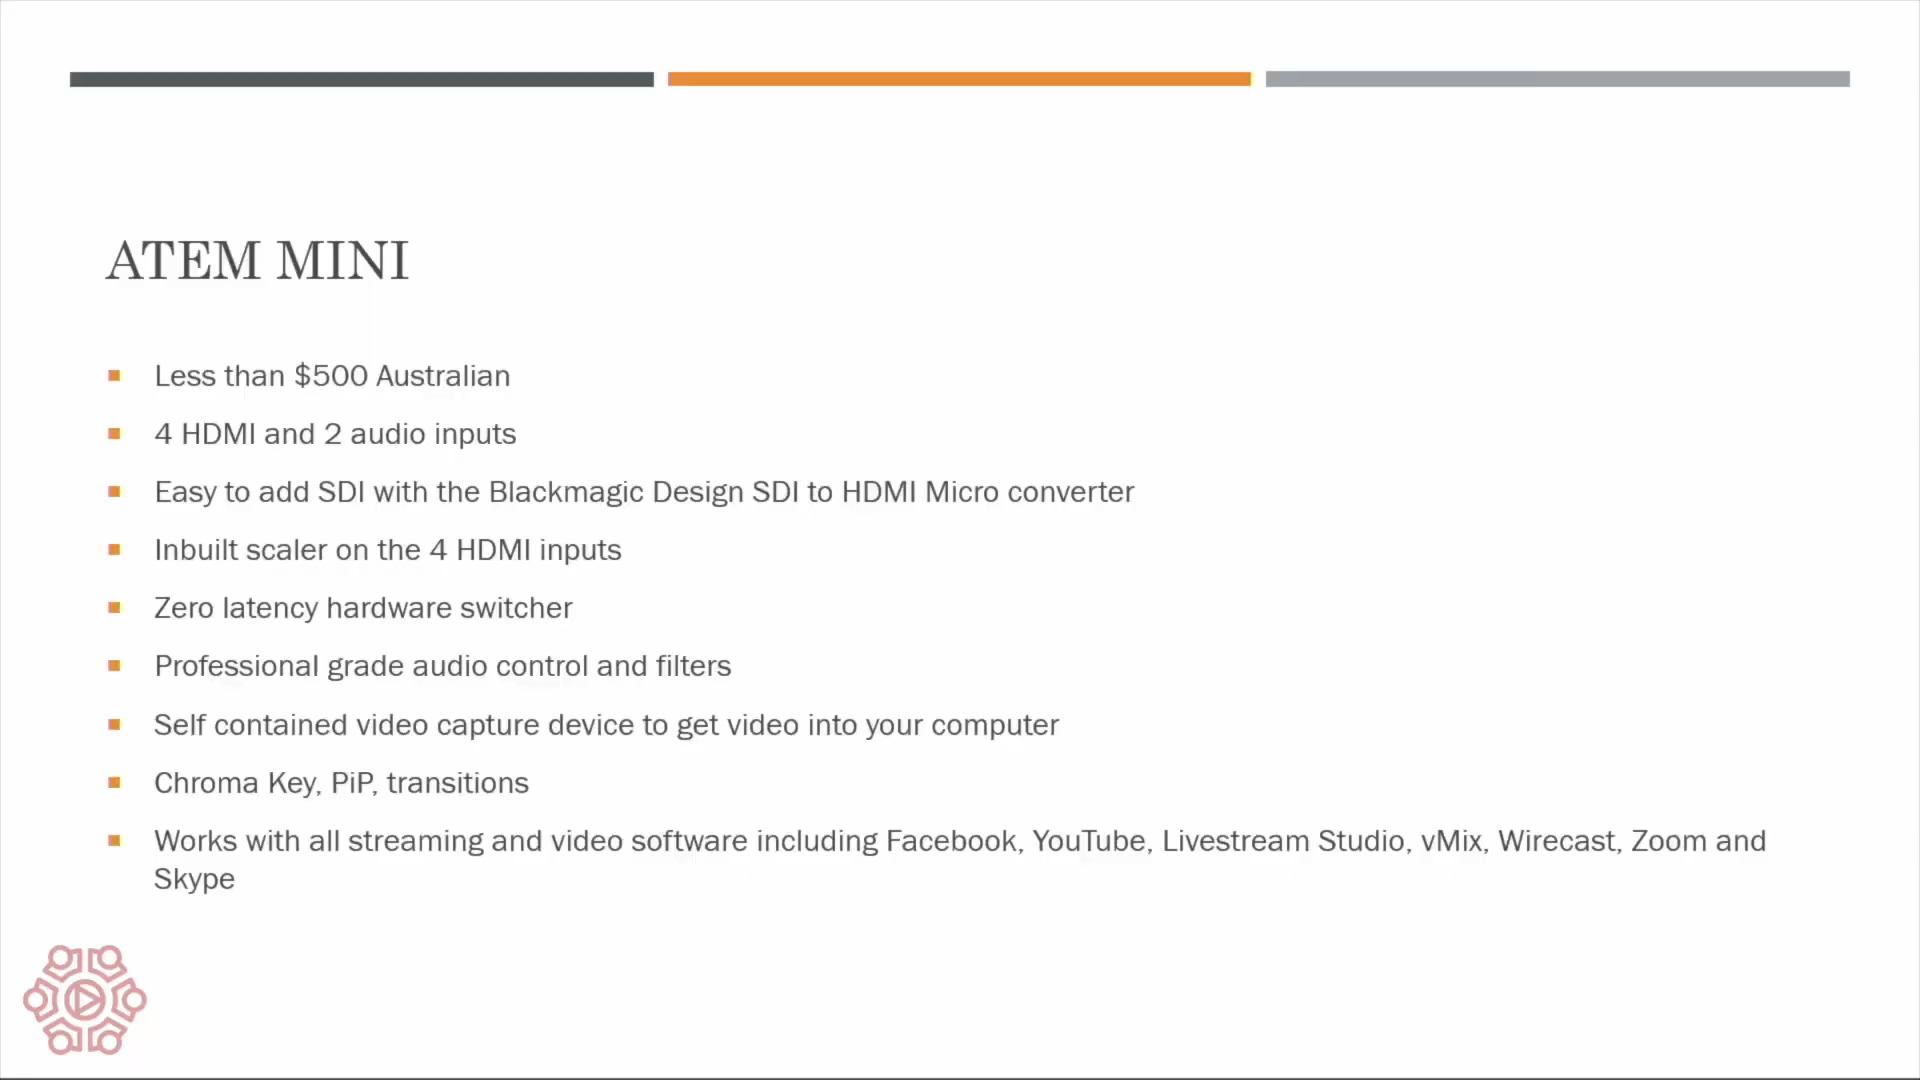 ATEM MINI
Less than $500 Australian
4 HDMI and 2 audio inputs
Easy to add SDI with the Blackmagic Design SDI to HDMI Micro converter
Inbuilt scaler on the 4 HDMI inputs
Zero latency hardware switcher
Professional grade audio control and filters
Self contained video capture device to get video into your computer
Chroma Key, PiP, transitions
Works with all streaming and video software including Facebook, YouTube, Livestream Studio, vMix, Wirecast, Zoom and
Skype